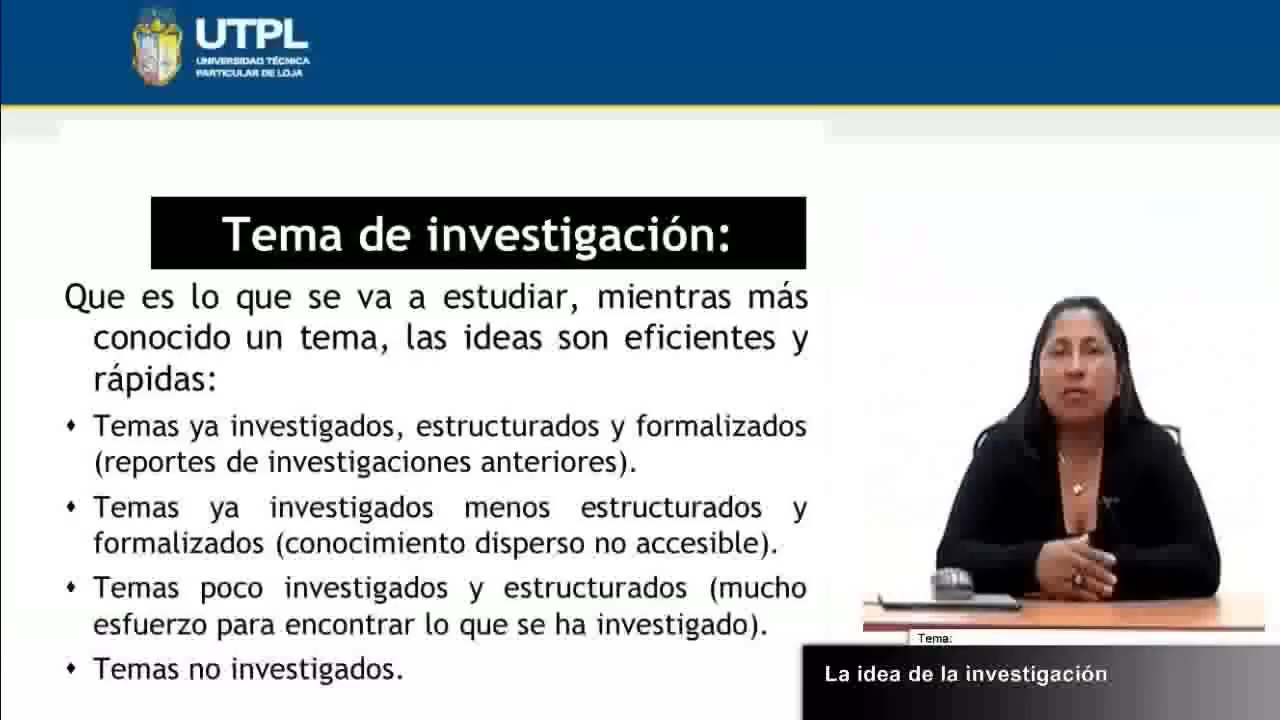 UTPL
UNIVERSIDAD TÉCNICA
PARTICULAR DE LOJA
Tema de investigación:
Que es lo que se va a estudiar, mientras más
conocido un tema, las ideas son eficientes y
rápidas:
Temas ya investigados, estructurados y formalizados
(reportes de investigaciones anteriores).
Temas ya investigados menos estructurados y
formalizados (conocimiento disperso no accesible).
Temas poco investigados y estructurados (mucho
esfuerzo para encontrar lo que se ha investigado).
Temas no investigados.
Tema:
La idea de la investigación